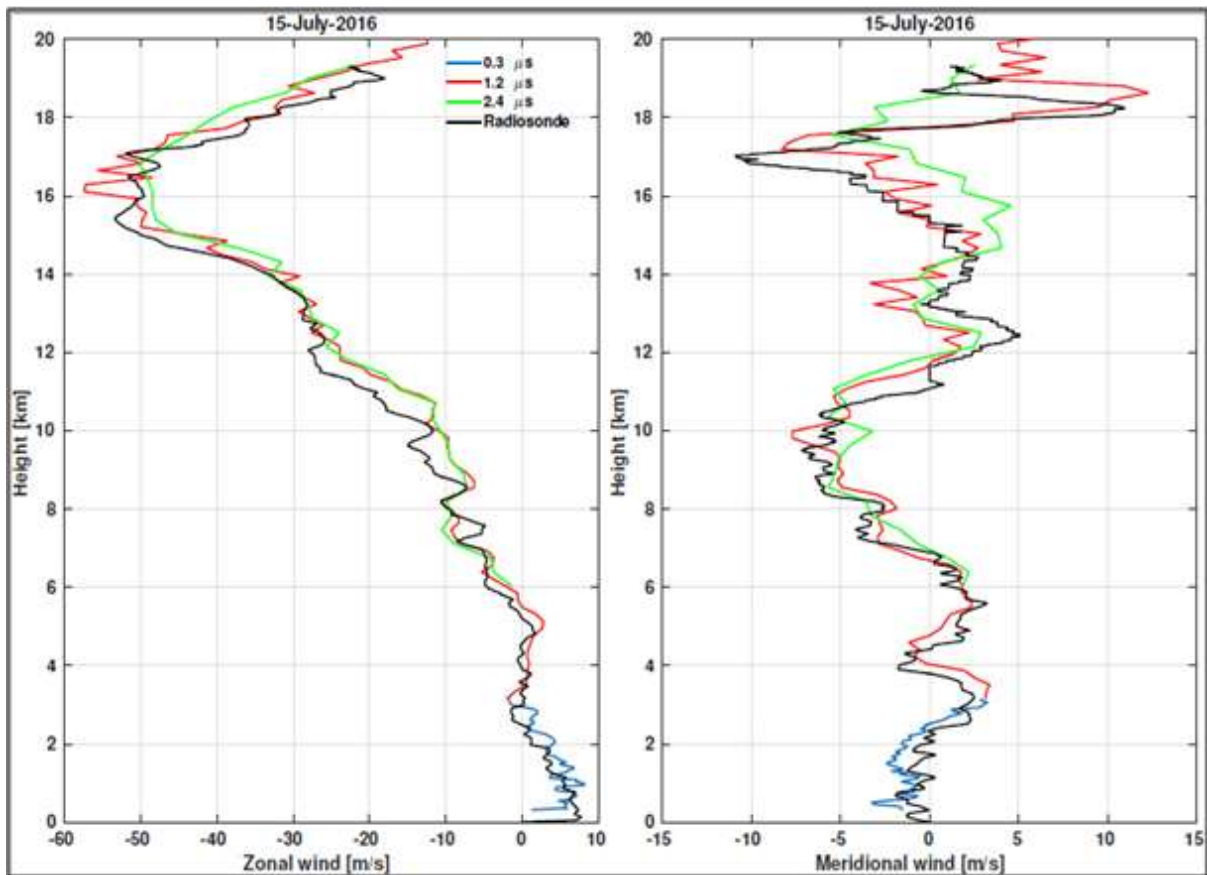 15-July-2016
20
18
16
14
12
10
8
6
4
2
0
Height [km]
0.3 μs
1.2 μs
2.4 μs
Radiosonde
-60 -50 -40 -30 -20 -10 0 10
Zonal wind [m/s]
15-July-2016
20
18
16
14
12
10
8
6
4
2
0
Height [km]
-15 -10 -5 0 5 10 15
Meridional wind [m/s]